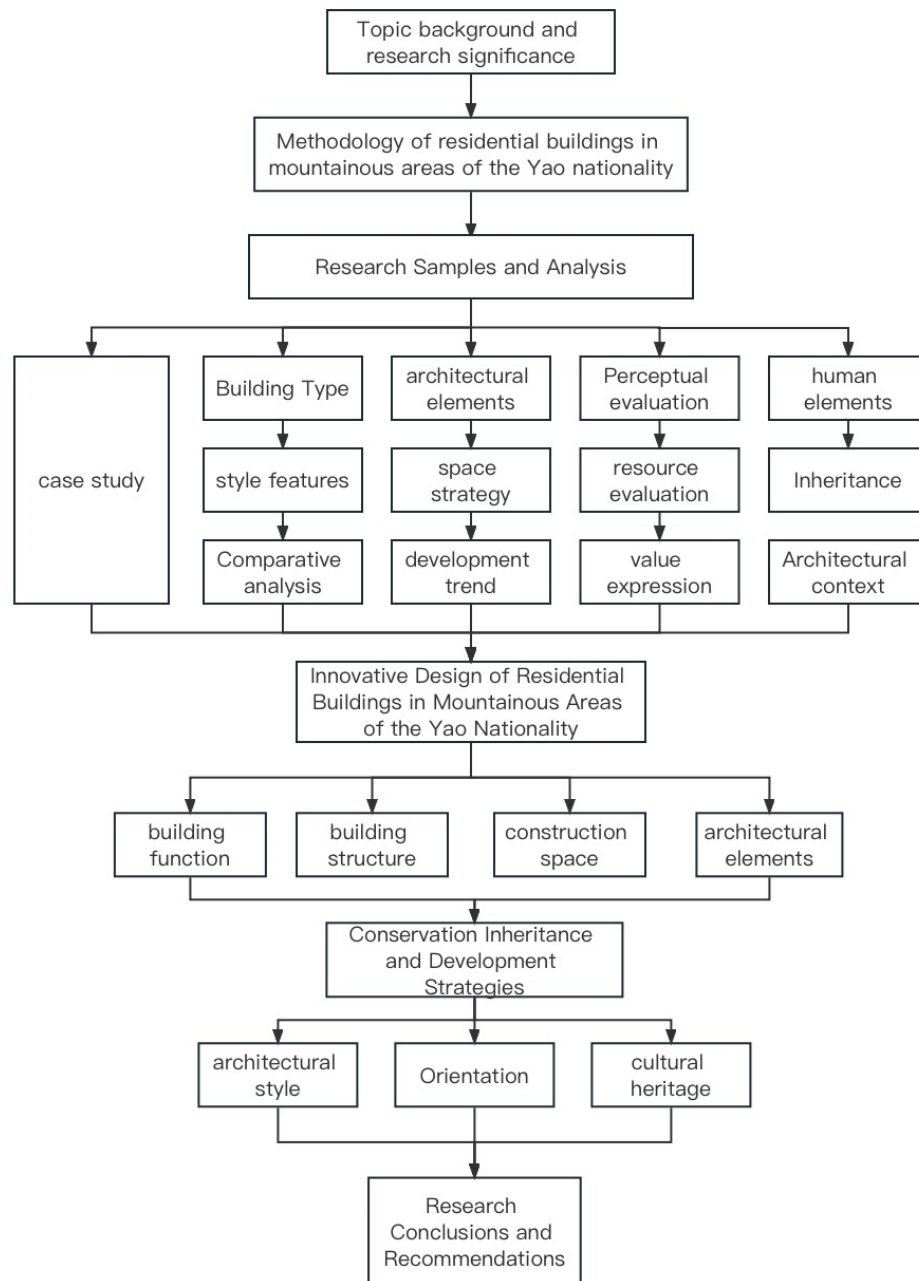 Topic background and
research significance
Methodology of residential buildings in
mountainous areas of the Yao nationality
Research Samples and Analysis
case study
Building Type
architectural
elements
Perceptual
evaluation
human
elements
style features
space
strategy
resource
evaluation
Inheritance
Comparative
analysis
development
trend
value
expression
Architectural
context
Innovative Design of Residential
Buildings in Mountainous Areas
of the Yao Nationality
building
function
building
structure
construction
space
architectural
elements
Conservation Inheritance
and Development
Strategies
architectural
style
Orientation
cultural
heritage
Research
Conclusions and
Recommendations